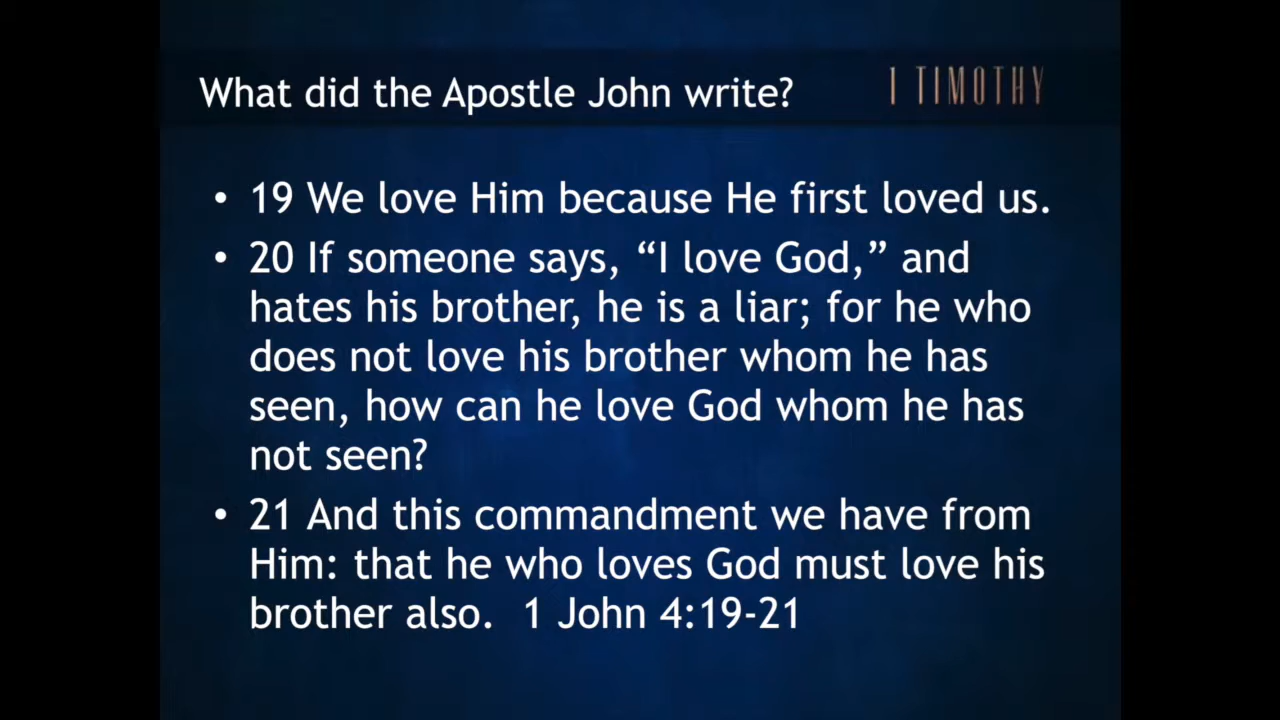 What did the Apostle John write?
1 TIMOTHY
• 19 We love Him because He first loved us.
• 20 If someone says, “I love God,” and
hates his brother, he is a liar; for he who
does not love his brother whom he has
seen, how can he love God whom he has
not seen?
• 21 And this commandment we have from
Him: that he who loves God must love his
brother also.  1 John 4:19-21